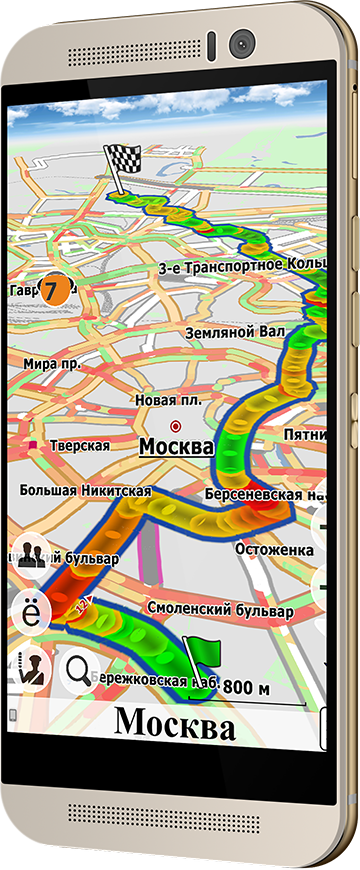 3-е Транспортное Кольц
Гавр
7
Земляной Вал
Мира пр.
Новая пл.
Москва
Пятни
Тверская
Большая Никитская
Берсеневская на
Остоженка
ский бульвар
ё
12
Смоленский бульвар
ережковская наб.
800 м
Москва